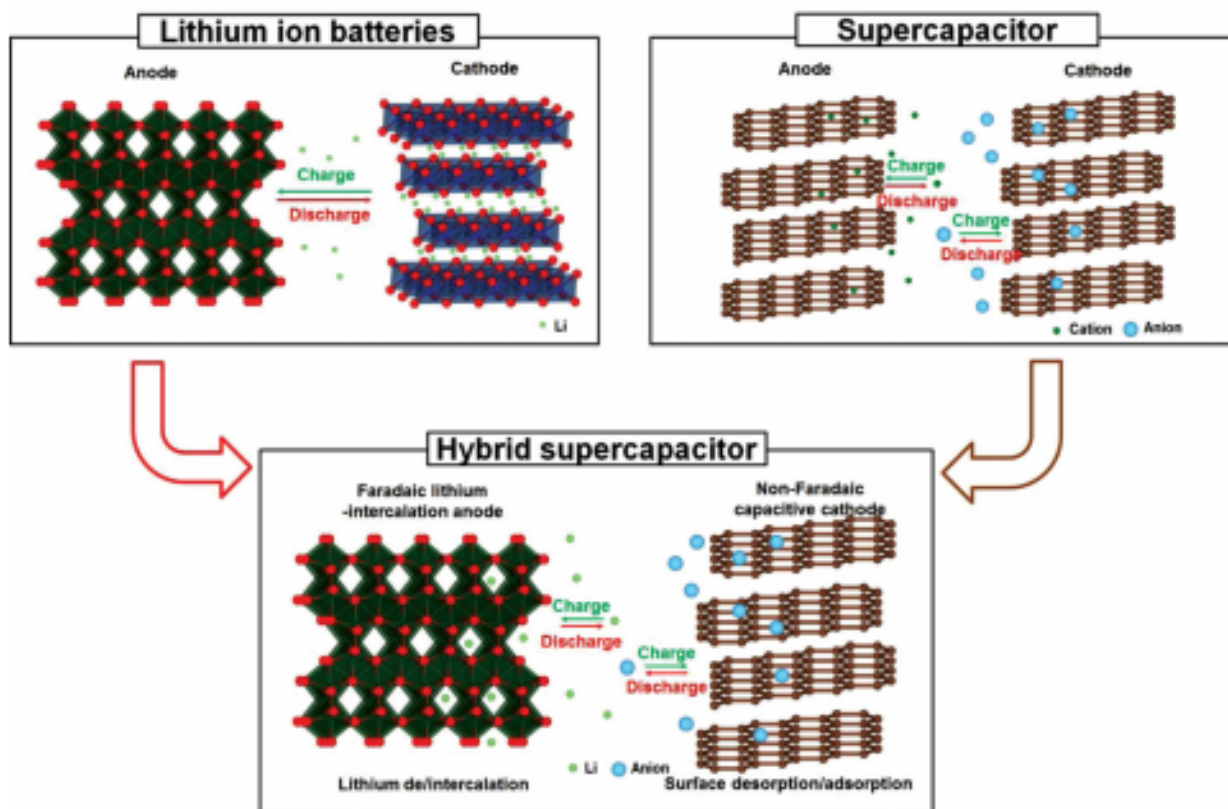 Lithium ion batteries
Anode
Cathode
Charge
Discharge
Li
Supercapacitor
Anode
Cathode
Charge
Discharge
Charge
Discharge
Cation
Anion
Hybrid supercapacitor
Faradaic lithium
-intercalation anode
Non-Faradaic
capacitive cathode
Charge
Discharge
Charge
Discharge
Li
Anion
Lithium de/intercalation
Surface desorption/adsorption